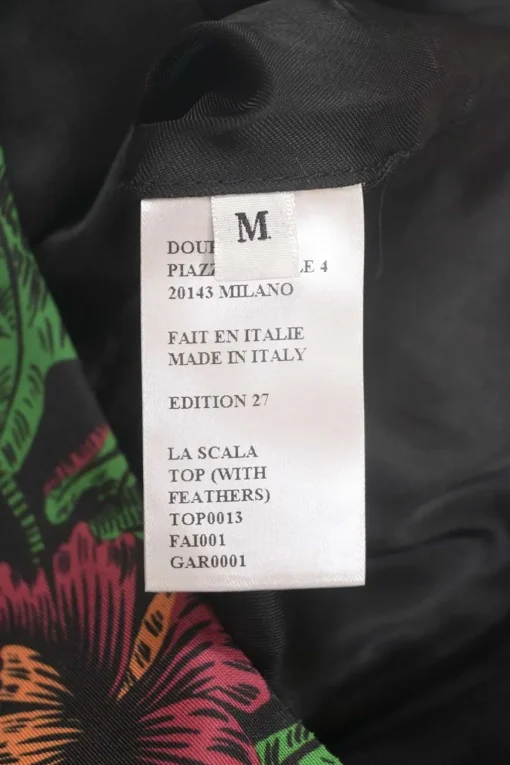 M
20143 MILANO
FAIT EN ITALIE
MADE IN ITALY
EDITION 27
LA SCALA
TOP (WITH
FEATHERS)
TOP0013
FAI001
GAR0001